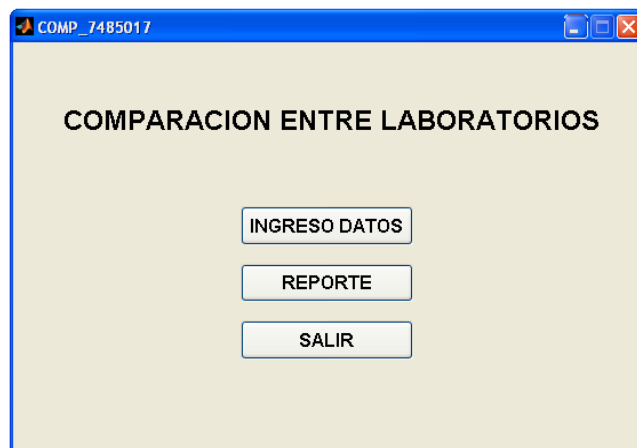 COMP_7485017
COMPARACION ENTRE LABORATORIOS
INGRESO DATOS
REPORTE
SALIR